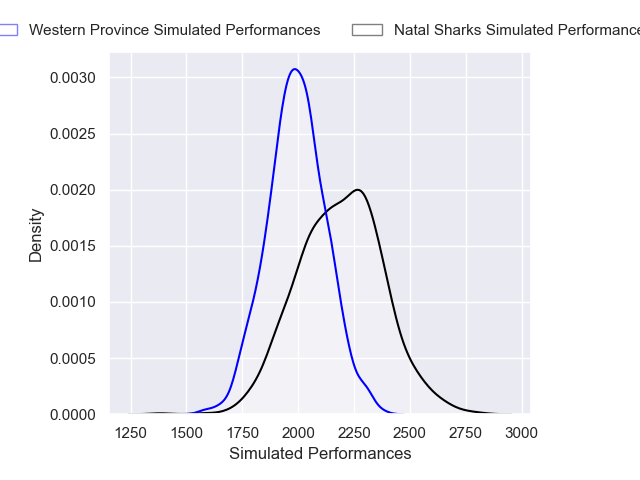 Western Province Simulated Performances Natal Sharks Simulated Performance
0.0030
0.0025
0.0020
0.0015
0.0010
0.0005
0.0000
Density
1250 1500 1750 2000 2250 2500 2750 3000
Simulated Performances